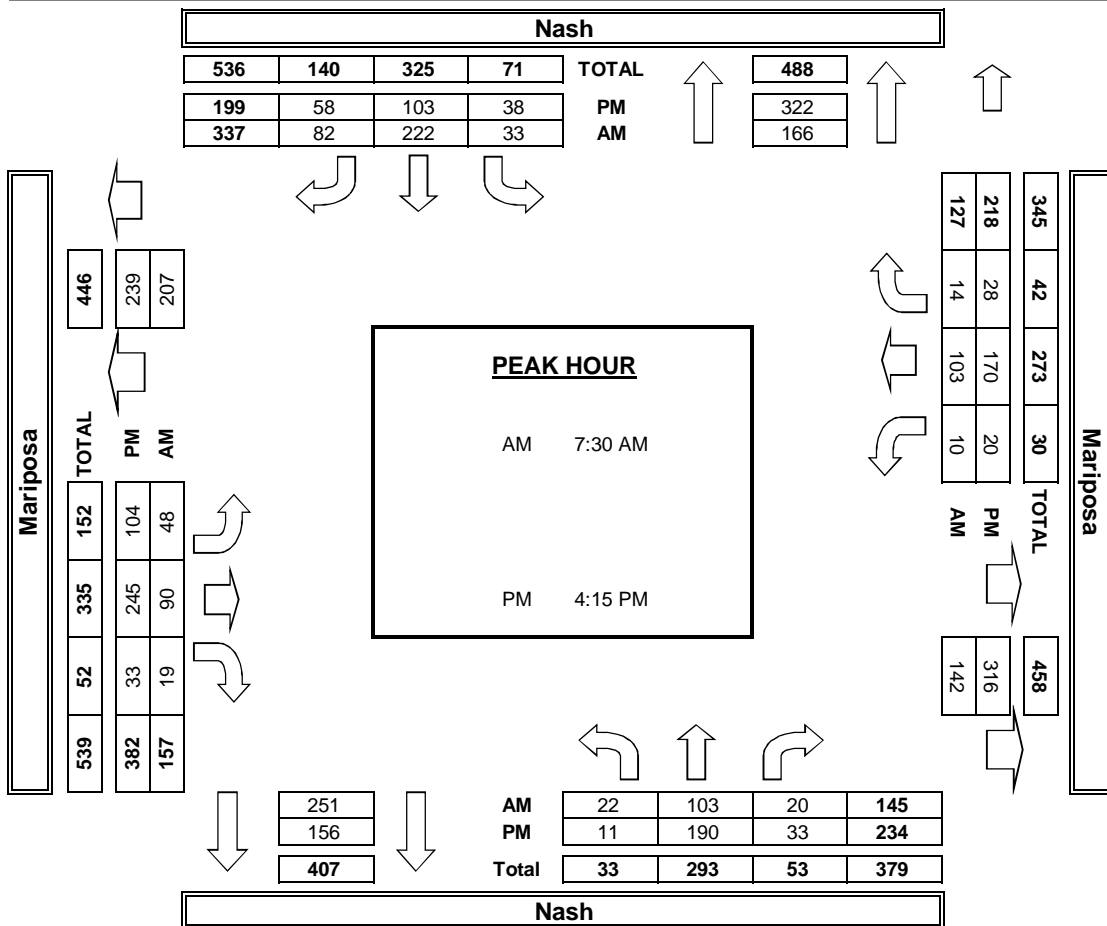 Nash
536 140 325 71 TOTAL 488
199 58 103 38 PM 322
337 82 222 33 AM 166
Mariposa
446
239
207
TOTAL
PM
AM
152 335 52 539
104 245 33 382
48 90 19 157
PEAK HOUR
AM 7:30 AM
PM 4:15 PM
345 42 273 30 TOTAL 458
218 28 170 20 PM 316
127 14 103 10 AM 142
Mariposa
251 AM 22 103 20 145
156 PM 11 190 33 234
407 Total 33 293 53 379
Nash